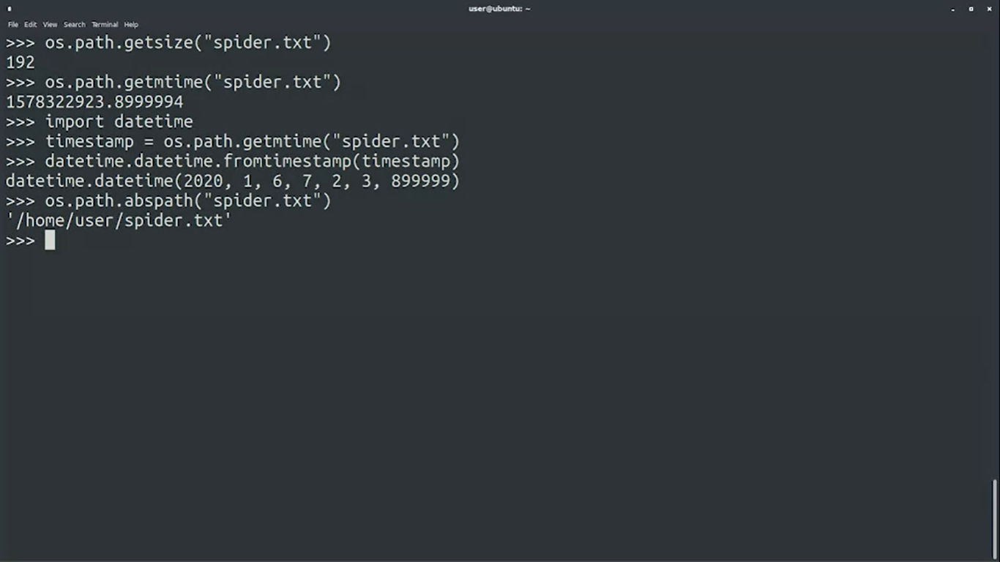 user@ubuntu: ~
File Edit View Search Terminal Help
>>> os.path.getsize("spider.txt")
192
>>> os.path.getmtime("spider.txt")
1578322923.8999994
>>> import datetime
>>> timestamp = os.path.getmtime("spider.txt")
>>> datetime.datetime.fromtimestamp(timestamp)
datetime.datetime(2020, 1, 6, 7, 2, 3, 899999)
>>> os.path.abspath("spider.txt")
'/home/user/spider.txt'
>>>